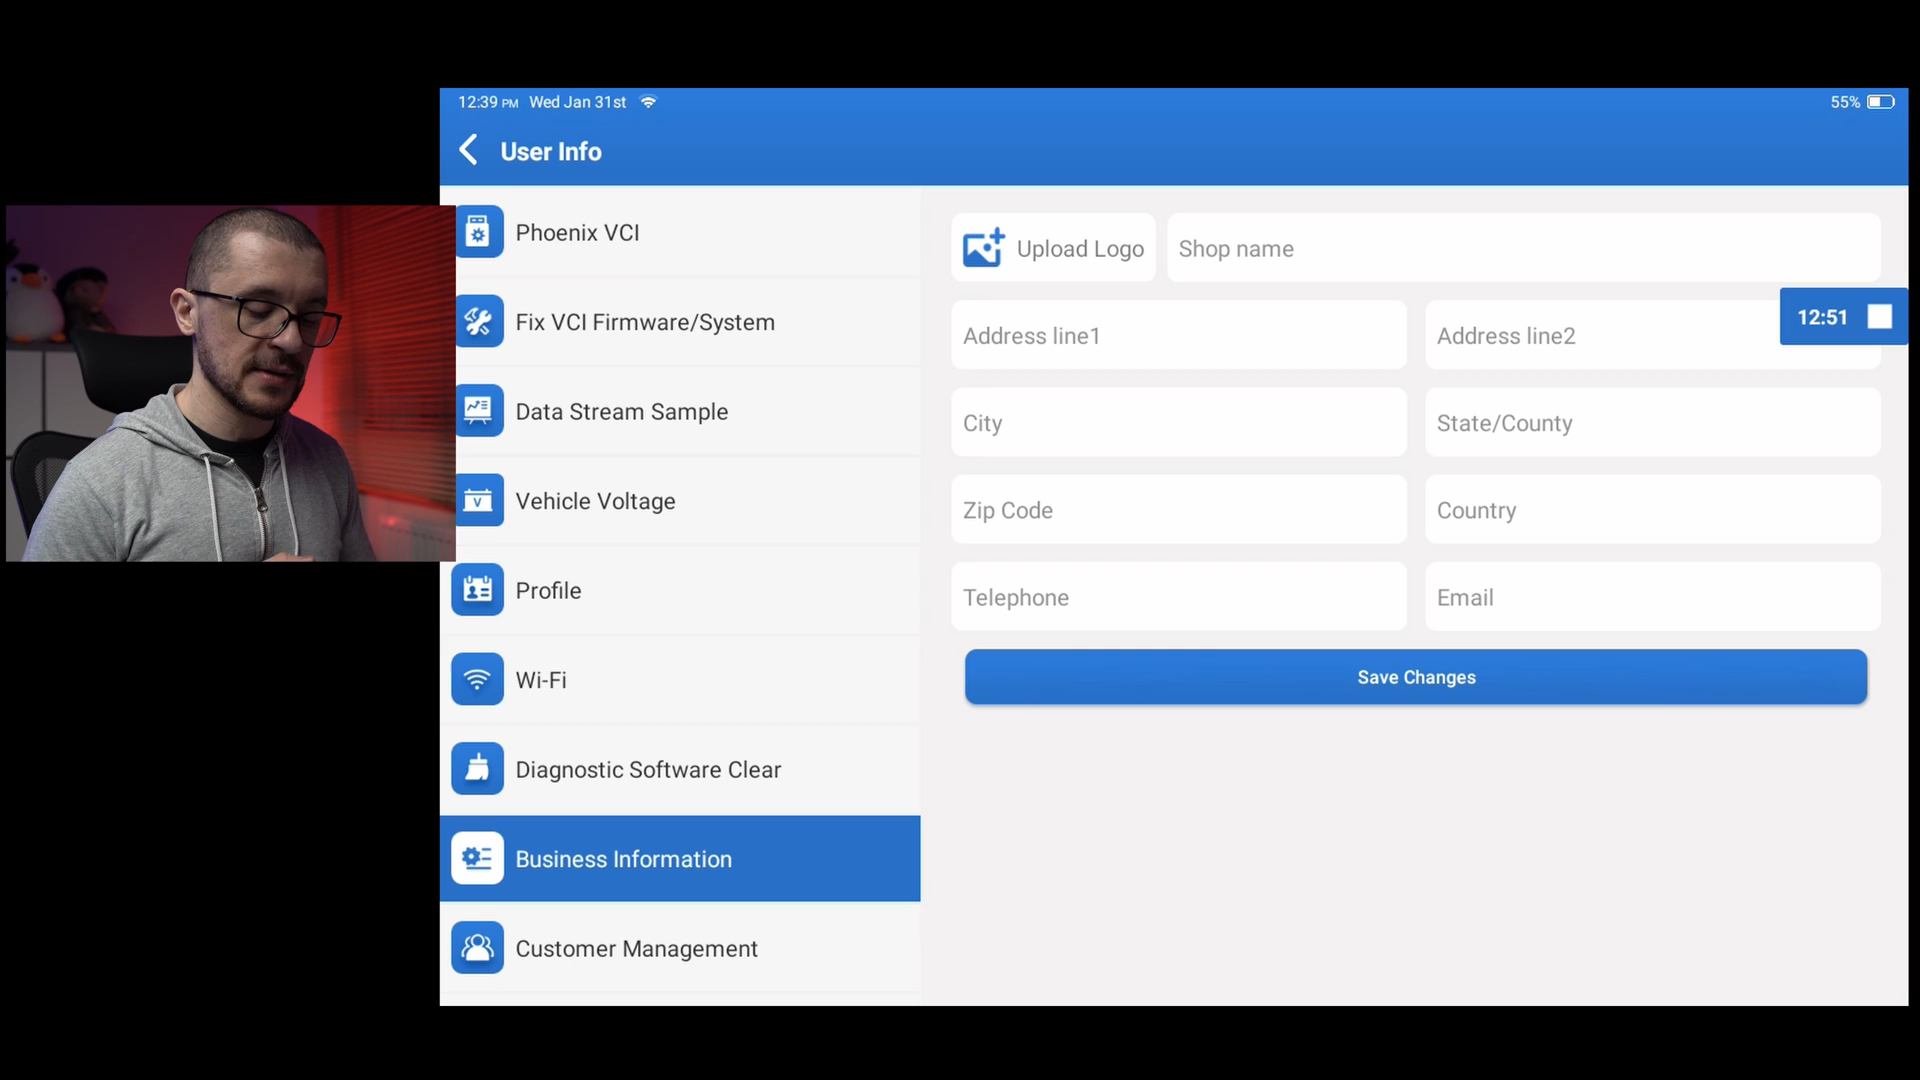 12:39 PM Wed Jan 31st
55%
User Info
Phoenix VCI
Fix VCI Firmware/System
Data Stream Sample
V
Vehicle Voltage
Profile
Wi-Fi
Diagnostic Software Clear
Business Information
Customer Management
Upload Logo
Shop name
Address line1
Address line2
12:51
City
State/County
Zip Code
Country
Telephone
Email
Save Changes